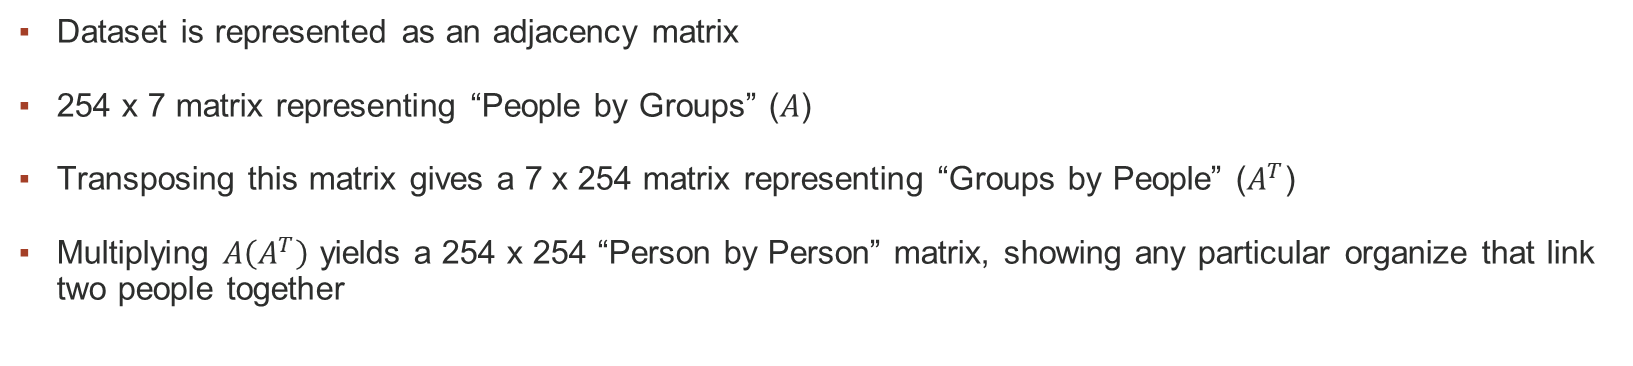 ▪ Dataset is represented as an adjacency matrix
▪ 254 x 7 matrix representing “People by Groups” (A)
▪ Transposing this matrix gives a 7 x 254 matrix representing “Groups by People” (Aᵀ)
▪ Multiplying A(Aᵀ) yields a 254 x 254 “Person by Person” matrix, showing any particular organize that link
two people together